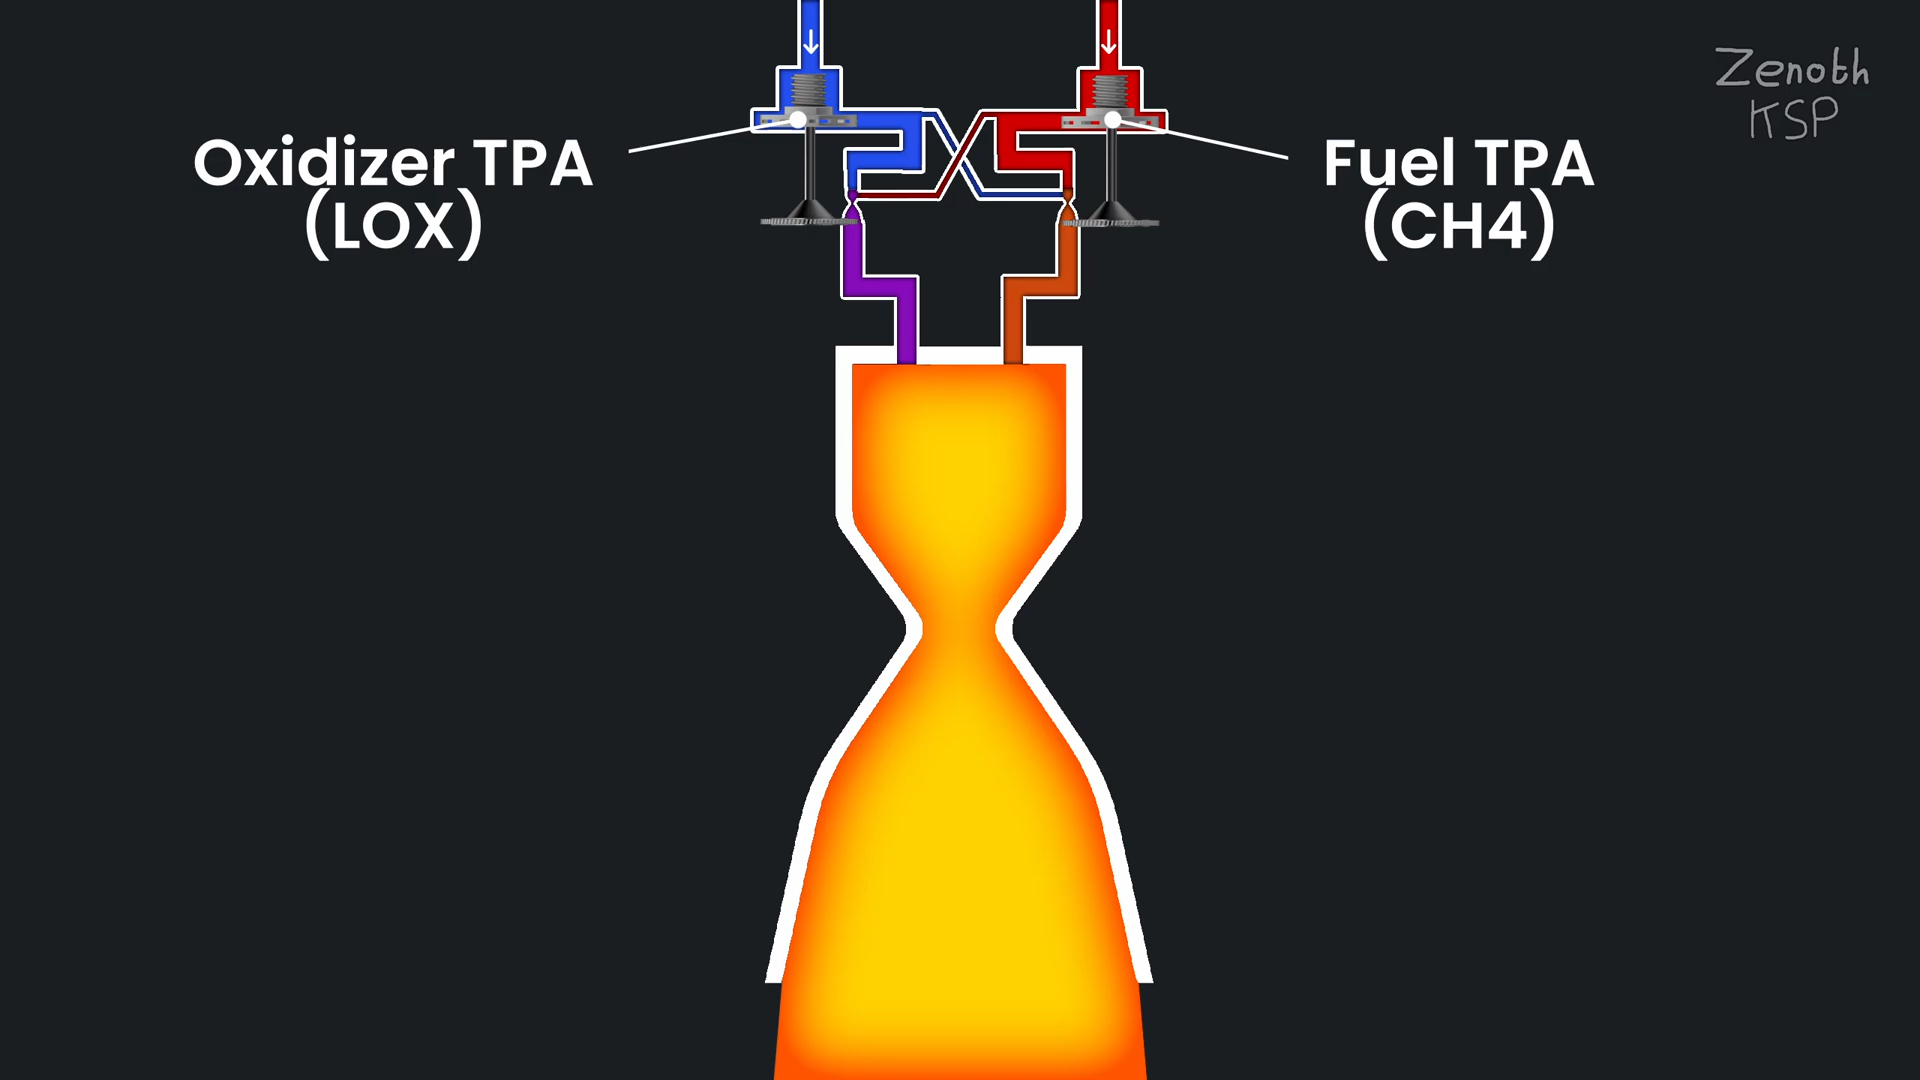 Zenoth
KSP
Oxidizer TPA
(LOX)
Fuel TPA
(CH4)